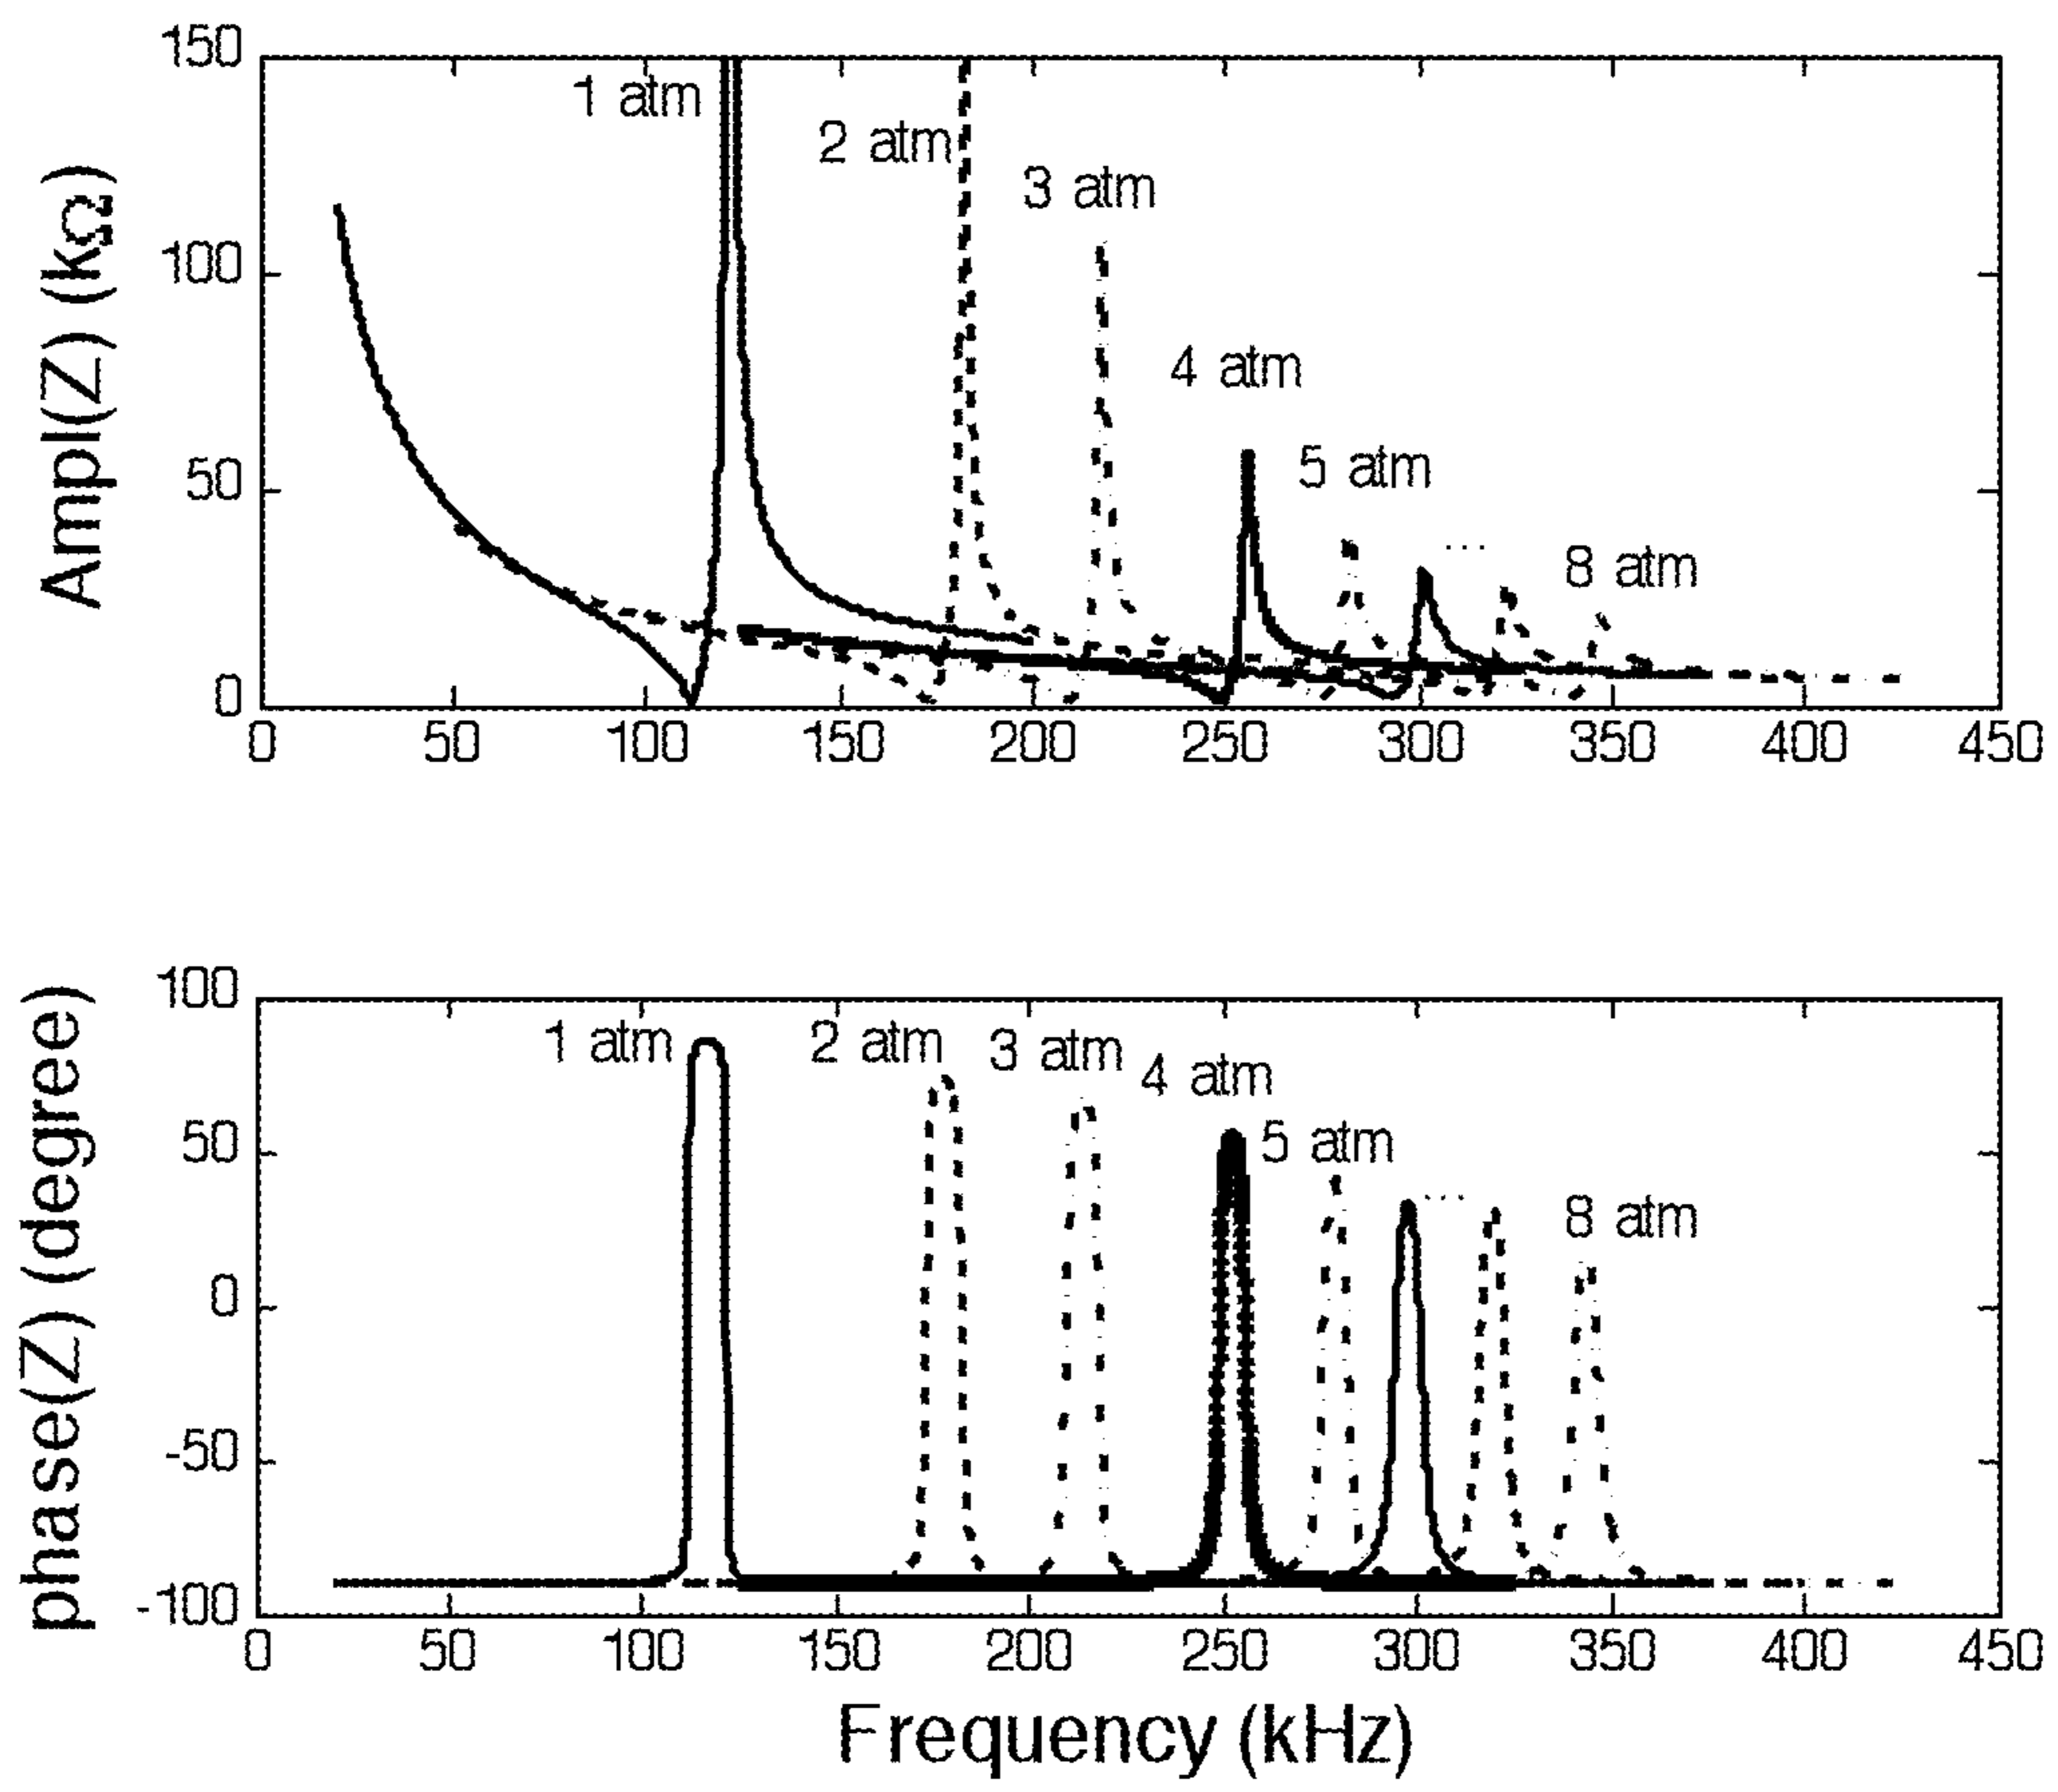 150
1 atm
2 atm
3 atm
100
4 atm
5 atm
50
...
8 atm
0
Ampl(Z) (kΩ)
0 50 100 150 200 250 300 350 400 450
100
1 atm 2 atm 3 atm 4 atm
50
5 atm
...
8 atm
0
-50
-100
phase(Z) (degree)
0 50 100 150 200 250 300 350 400 450
Frequency (kHz)